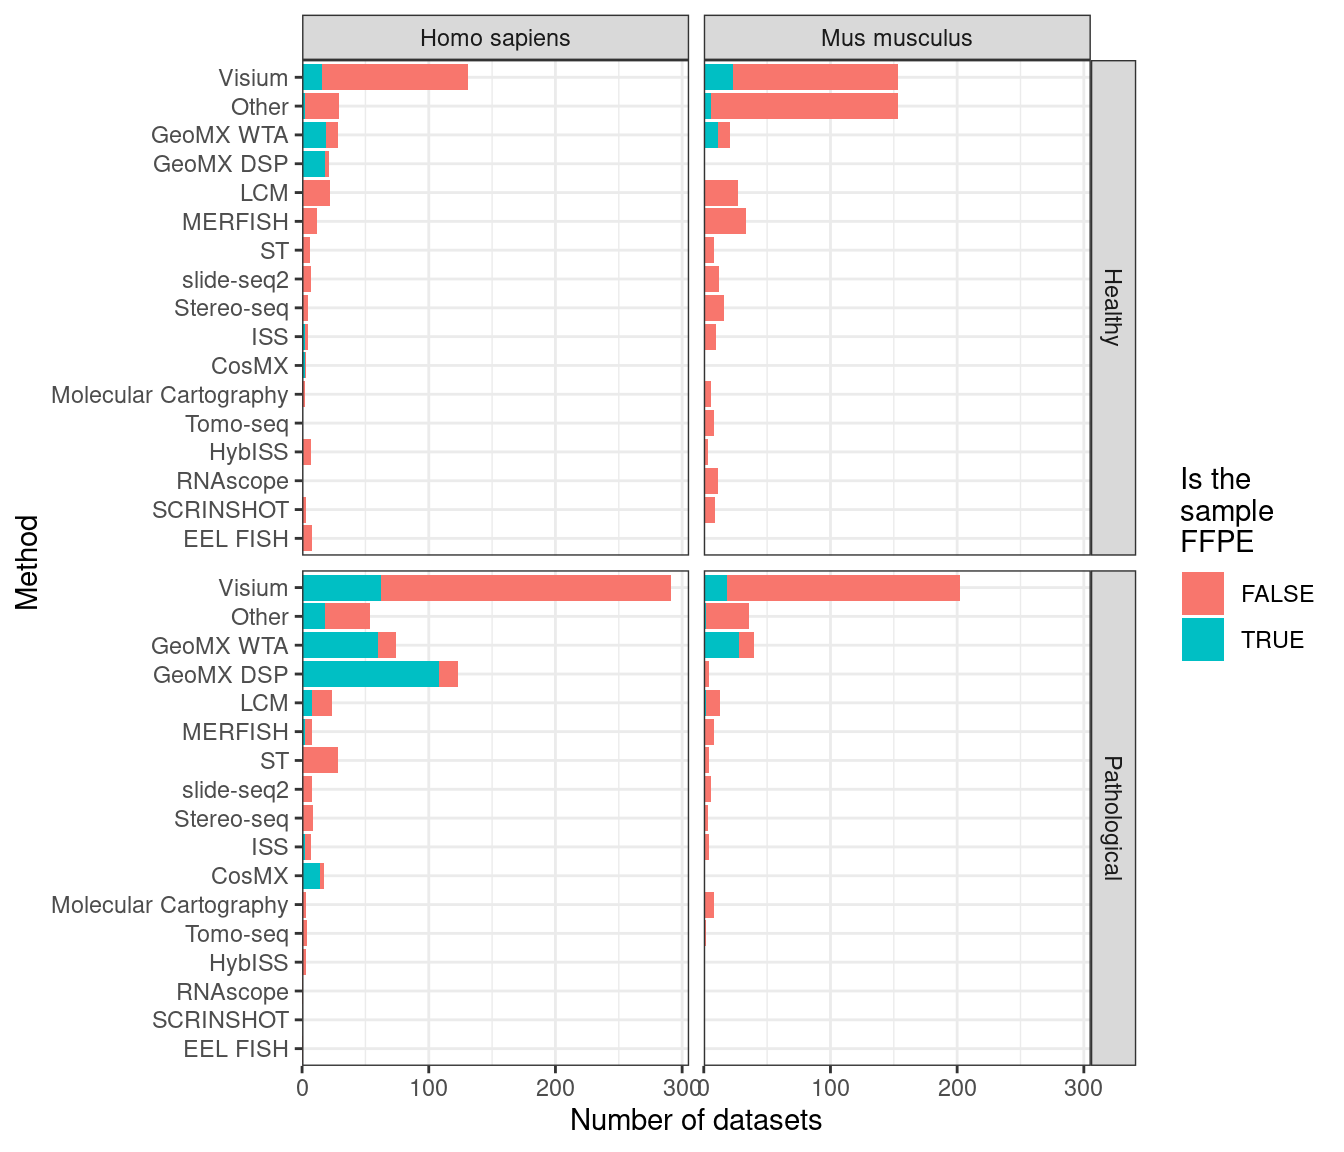 Homo sapiens
Mus musculus
Visium
Other
GeoMX WTA
GeoMX DSP
LCM
MERFISH
ST
slide-seq2
Stereo-seq
ISS
CosMX
Molecular Cartography
Tomo-seq
HybISS
RNAscope
SCRINSHOT
EEL FISH
Healthy
Visium
Other
GeoMX WTA
GeoMX DSP
LCM
MERFISH
ST
slide-seq2
Stereo-seq
ISS
CosMX
Molecular Cartography
Tomo-seq
HybISS
RNAscope
SCRINSHOT
EEL FISH
Pathological
Method
0 100 200 300
0 100 200 300
Number of datasets
Is the
sample
FFPE
FALSE
TRUE